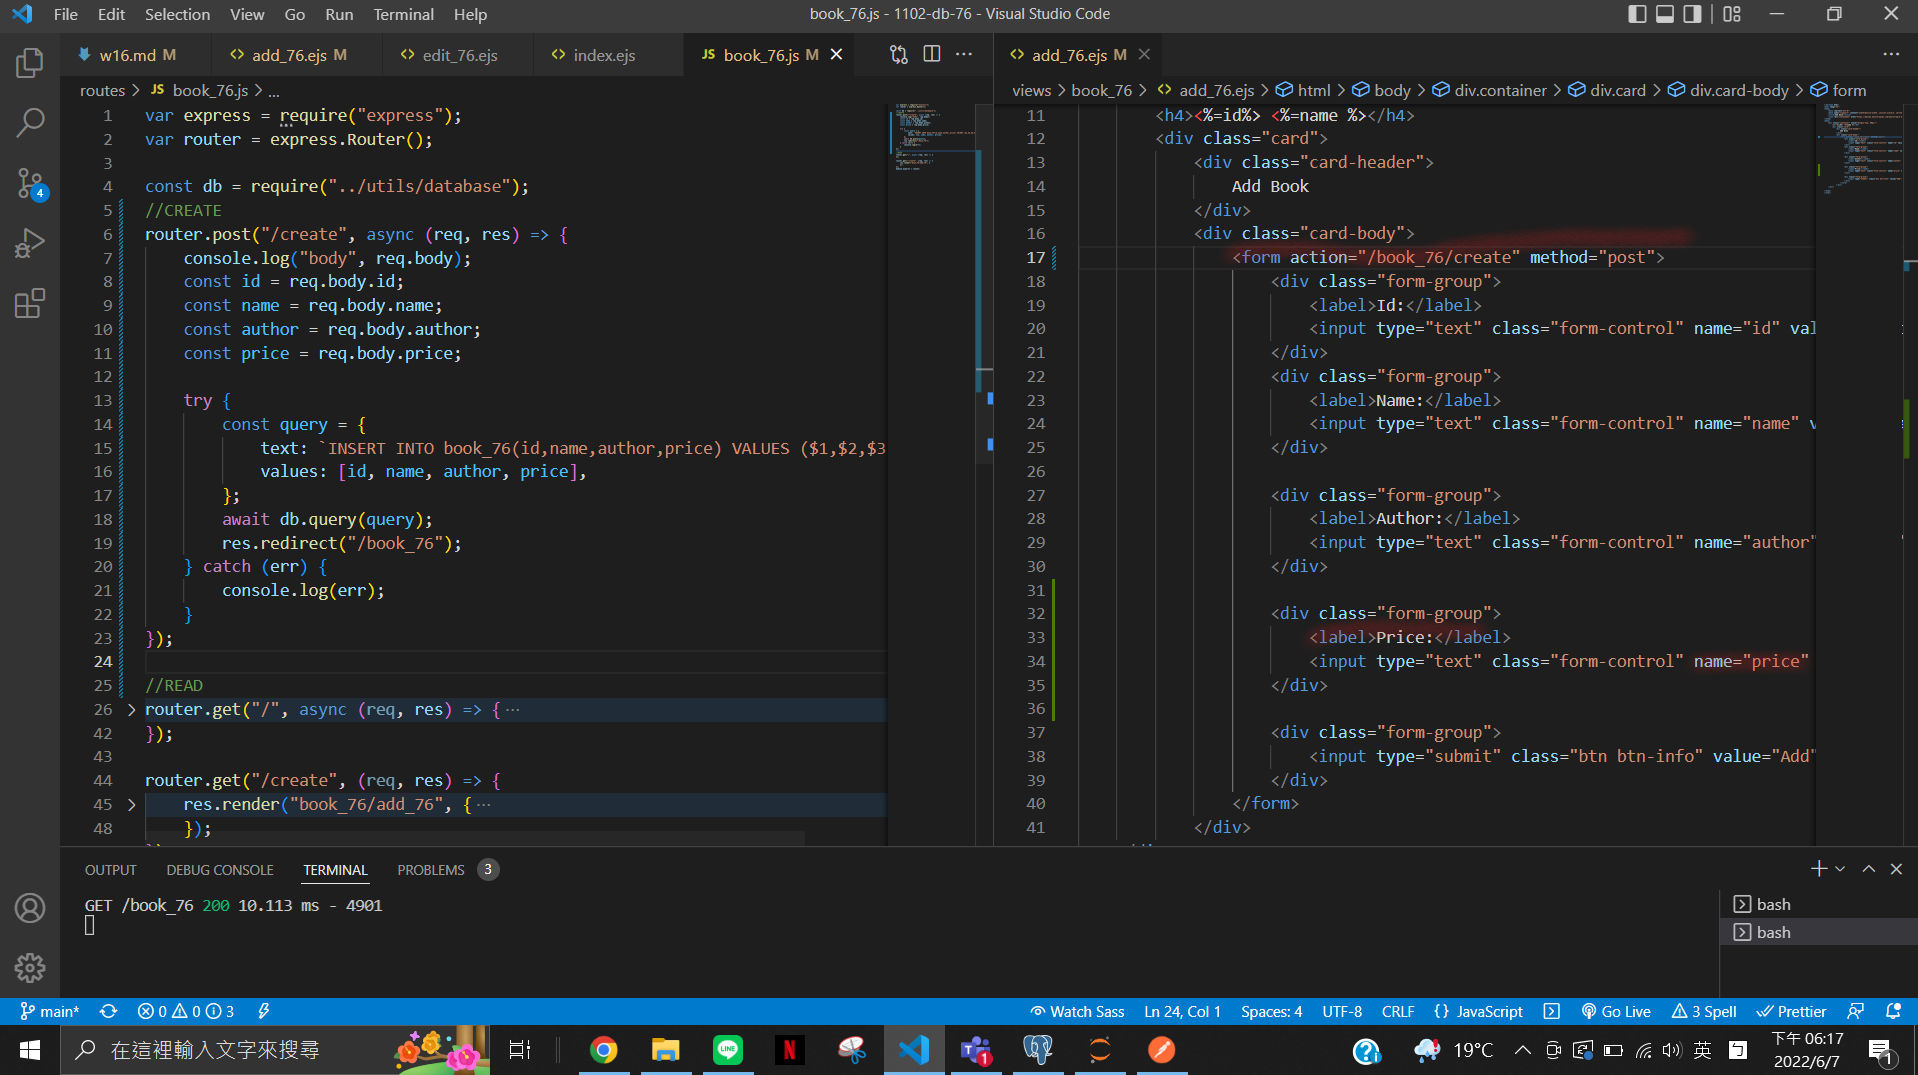 File Edit Selection View Go Run Terminal Help
book_76.js - 1102-db-76 - Visual Studio Code
w16.md M
add_76.ejs M
edit_76.ejs
index.ejs
JS book_76.js M
routes > JS book_76.js > ...
1 var express = require("express");
2 var router = express.Router();
3
4 const db = require("../utils/database");
5 //CREATE
6 router.post("/create", async (req, res) => {
7 console.log("body", req.body);
8 const id = req.body.id;
9 const name = req.body.name;
10 const author = req.body.author;
11 const price = req.body.price;
12
13 try {
14 const query = {
15 text: `INSERT INTO book_76(id,name,author,price) VALUES ($1,$2,$3
16 values: [id, name, author, price],
17 };
18 await db.query(query);
19 res.redirect("/book_76");
20 } catch (err) {
21 console.log(err);
22 }
23 });
24
25 //READ
26 router.get("/", async (req, res) => { ...
42 });
43
44 router.get("/create", (req, res) => {
45 res.render("book_76/add_76", { ...
48 });
add_76.ejs M
views > book_76 > add_76.ejs > html > body > div.container > div.card > div.card-body > form
11 <h4><%=id%> <%=name %></h4>
12 <div class="card">
13 <div class="card-header">
14 Add Book
15 </div>
16 <div class="card-body">
17 <form action="/book_76/create" method="post">
18 <div class="form-group">
19 <label>Id:</label>
20 <input type="text" class="form-control" name="id" val
21 </div>
22 <div class="form-group">
23 <label>Name:</label>
24 <input type="text" class="form-control" name="name" v
25 </div>
26
27 <div class="form-group">
28 <label>Author:</label>
29 <input type="text" class="form-control" name="author"
30 </div>
31
32 <div class="form-group">
33 <label>Price:</label>
34 <input type="text" class="form-control" name="price"
35 </div>
36
37 <div class="form-group">
38 <input type="submit" class="btn btn-info" value="Add"
39 </div>
40 </form>
41 </div>
4
OUTPUT DEBUG CONSOLE TERMINAL PROBLEMS 3
GET /book_76 200 10.113 ms - 4901
bash
bash
main* 0 0 3
Watch Sass Ln 24, Col 1 Spaces: 4 UTF-8 CRLF {} JavaScript Go Live 3 Spell Prettier
在這裡輸入文字來搜尋
LINE
N
1
19°C
英
下午 06:17
2022/6/7
1